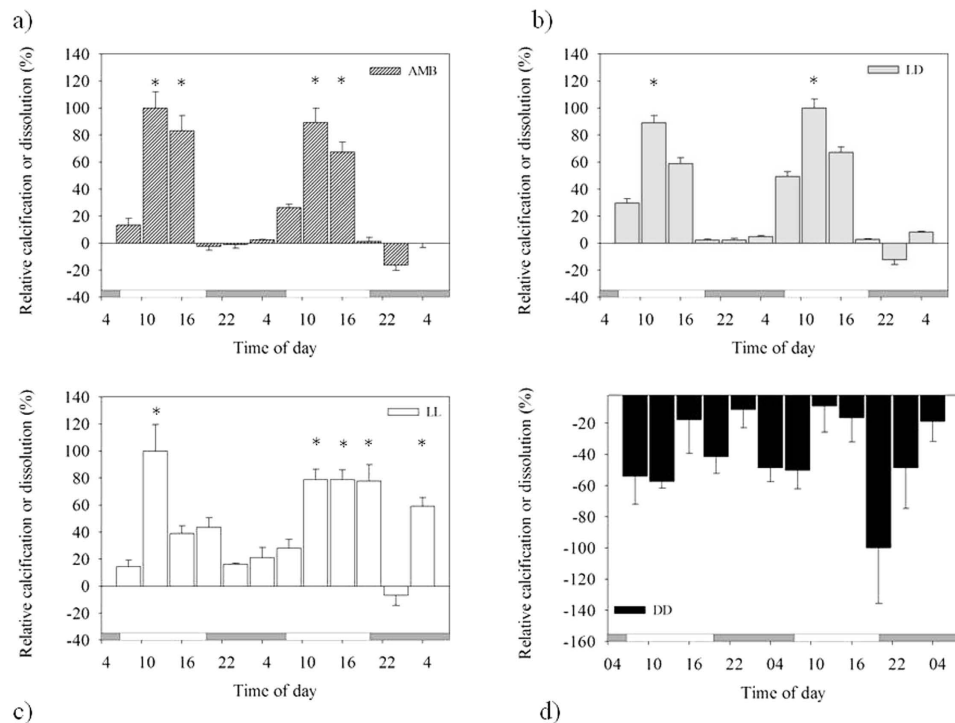 a)
Relative calcification or dissolution (%)
140
120
100
80
60
40
20
0
-20
-40
* * * *
AMB
4 10 16 22 4 10 16 22 4
Time of day
b)
Relative calcification or dissolution (%)
140
120
100
80
60
40
20
0
-20
-40
* *
LD
4 10 16 22 4 10 16 22 4
Time of day
c)
Relative calcification or dissolution (%)
140
120
100
80
60
40
20
0
-20
-40
* * * * *
LL
4 10 16 22 4 10 16 22 4
Time of day
d)
Relative calcification or dissolution (%)
-20
-40
-60
-80
-100
-120
-140
-160
DD
04 10 16 22 04 10 16 22 04
Time of day